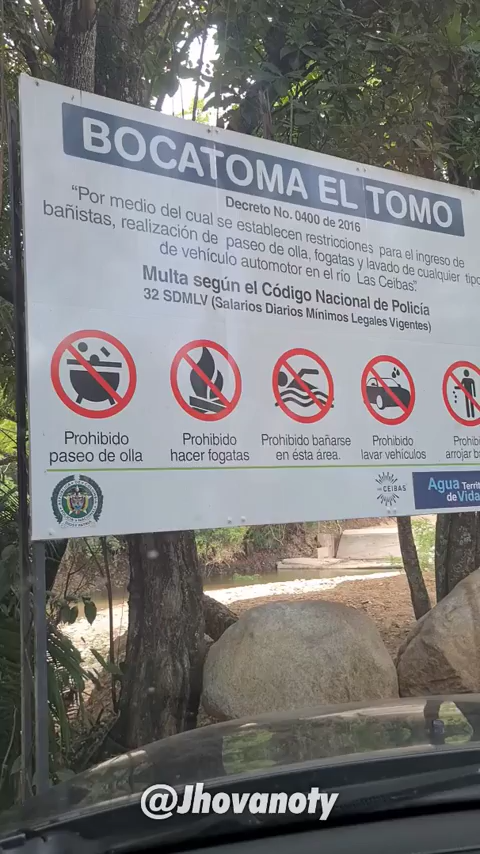 BOCATOMA EL TOMO
Decreto No. 0400 de 2016
“Por medio del cual se establecen restricciones para el ingreso de
bañistas, realización de paseo de olla, fogatas y lavado de cualquier tipo
de vehículo automotor en el río Las Ceibas”.
Multa según el Código Nacional de Policía
32 SDMLV (Salarios Diarios Mínimos Legales Vigentes)
Prohibido
paseo de olla
Prohibido
hacer fogatas
Prohibido bañarse
en ésta área.
Prohibido
lavar vehículos
Prohibi
arrojar b
CEIBAS
Agua Territ
de Vida
@Jhovanoty